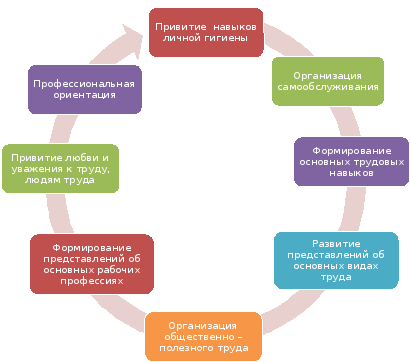 Привитие навыков
личной гигиены
Организация
самообслуживания
Формирование
основных трудовых
навыков
Развитие
представлений об
основных видах
труда
Организация
общественно –
полезного труда
Формирование
представлений об
основных рабочих
профессиях
Привитие любви и
уважения к труду,
людям труда
Профессиональная
ориентация